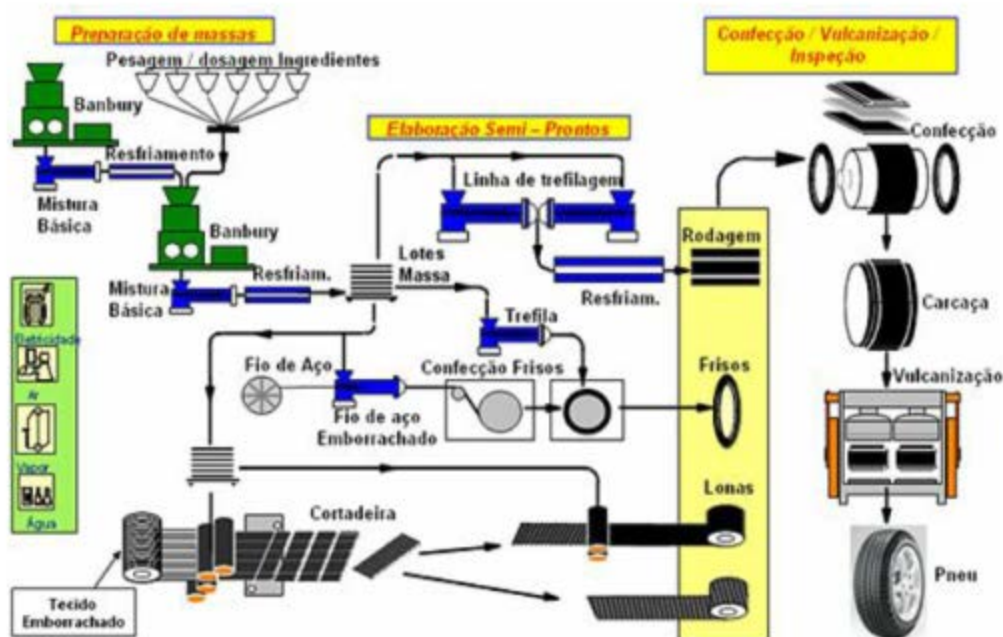 Preparação de massas
Pesagem / dosagem Ingredientes
Banbury
Resfriamento
Mistura
Básica
Banbury
Mistura
Básica
Resfriam.
Elaboração Semi – Prontos
Linha de trefilagem
Lotes
Massa
Resfriam.
Trefila
Fio de Aço
Confecção Frisos
Fio de aço
Emborrachado
Cortadeira
Tecido
Emborrachado
Eletricidade
Ar
Vapor
Água
Rodagem
Frisos
Lonas
Confecção / Vulcanização /
Inspeção
Confecção
Carcaça
Vulcanização
Pneu